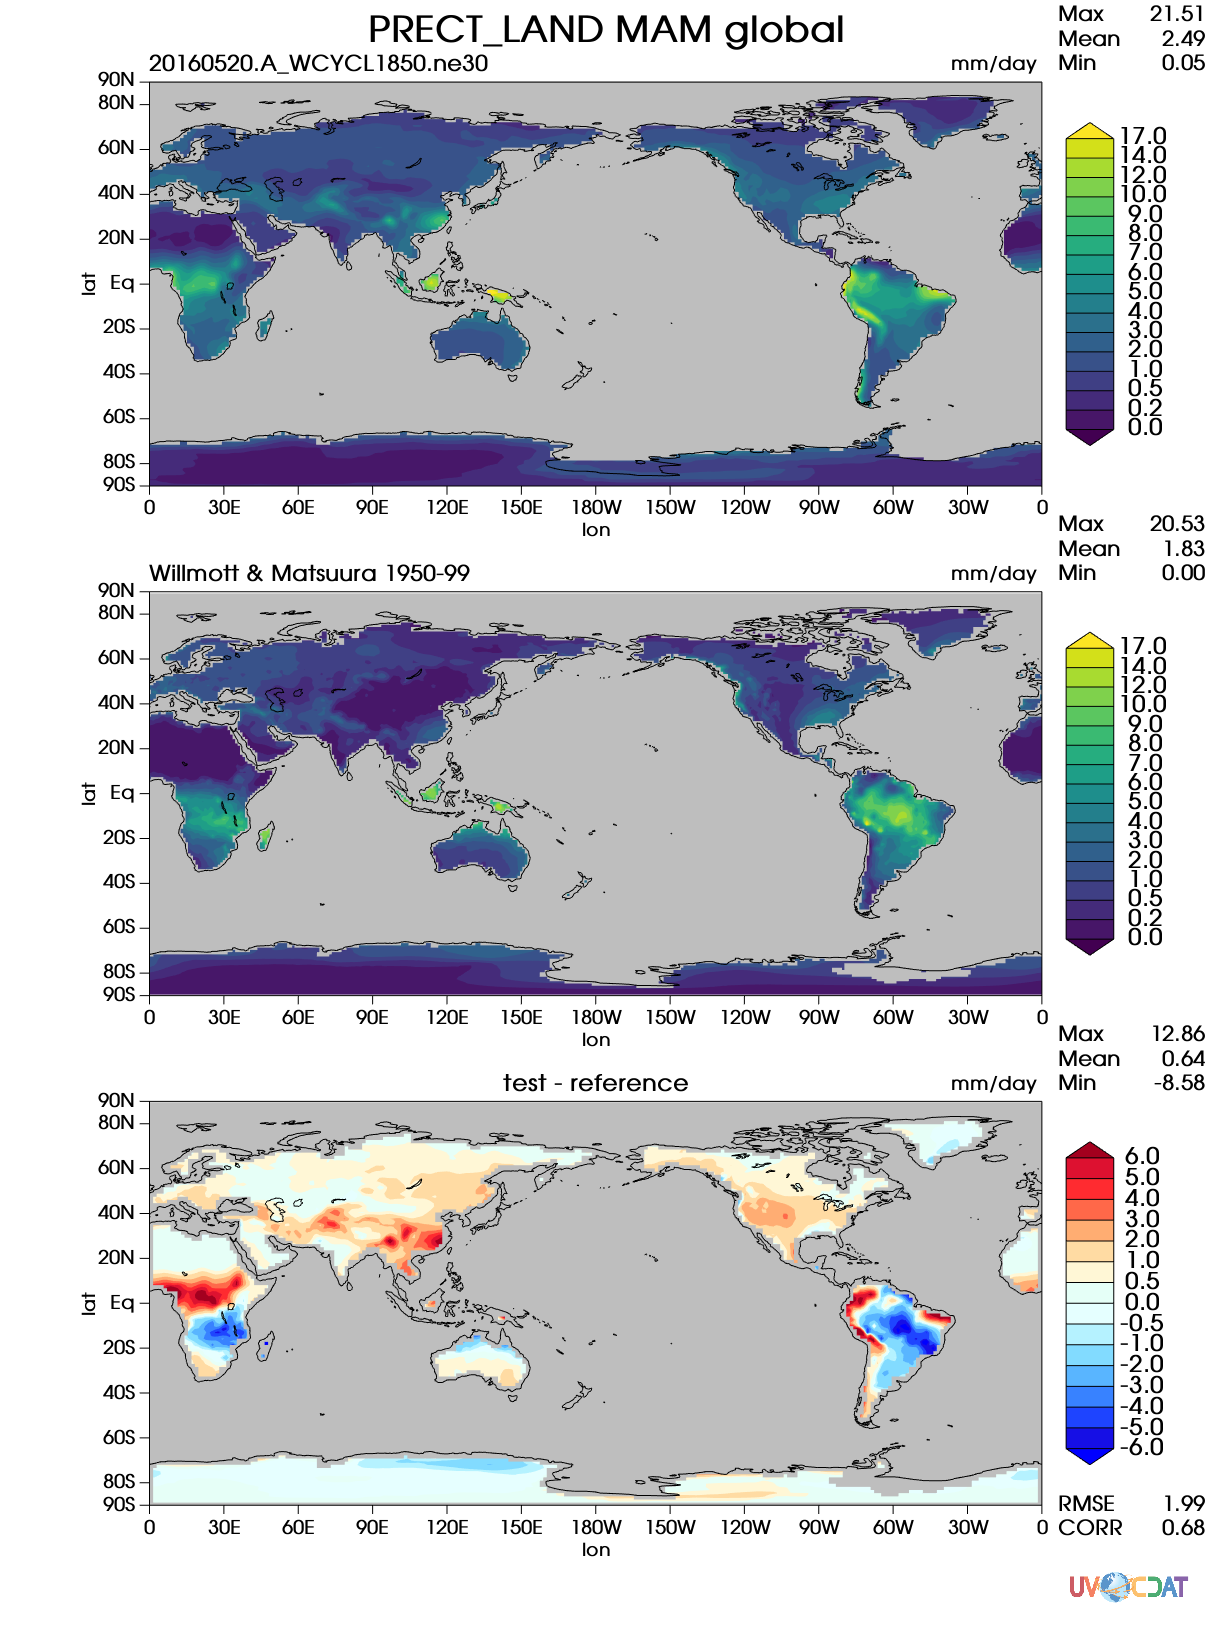 PRECT_LAND MAM global
Max 21.51
Mean 2.49
Min 0.05
20160520.A_WCYCL1850.ne30 mm/day
90N
80N
60N
40N
20N
Eq
20S
40S
60S
80S
90S
lat
0 30E 60E 90E 120E 150E 180W 150W 120W 90W 60W 30W 0
lon
17.0
14.0
12.0
10.0
9.0
8.0
7.0
6.0
5.0
4.0
3.0
2.0
1.0
0.5
0.2
0.0
Max 20.53
Mean 1.83
Min 0.00
Willmott & Matsuura 1950-99 mm/day
90N
80N
60N
40N
20N
Eq
20S
40S
60S
80S
90S
lat
0 30E 60E 90E 120E 150E 180W 150W 120W 90W 60W 30W 0
lon
17.0
14.0
12.0
10.0
9.0
8.0
7.0
6.0
5.0
4.0
3.0
2.0
1.0
0.5
0.2
0.0
Max 12.86
Mean 0.64
Min -8.58
test - reference mm/day
90N
80N
60N
40N
20N
Eq
20S
40S
60S
80S
90S
lat
0 30E 60E 90E 120E 150E 180W 150W 120W 90W 60W 30W 0
lon
6.0
5.0
4.0
3.0
2.0
1.0
0.5
0.0
-0.5
-1.0
-2.0
-3.0
-4.0
-5.0
-6.0
RMSE 1.99
CORR 0.68
UV CDAT